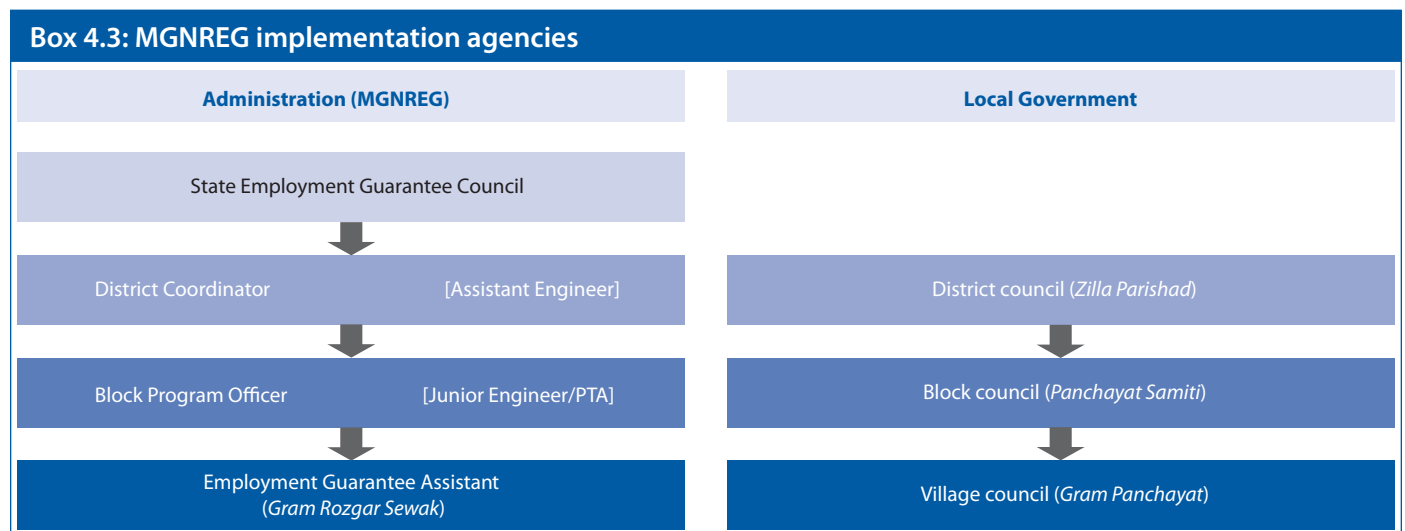 Box 4.3: MGNREG implementation agencies
Administration (MGNREG)
Local Government
State Employment Guarantee Council
District Coordinator [Assistant Engineer]
District council (Zilla Parishad)
Block Program Officer [Junior Engineer/PTA]
Block council (Panchayat Samiti)
Employment Guarantee Assistant
(Gram Rozgar Sewak)
Village council (Gram Panchayat)